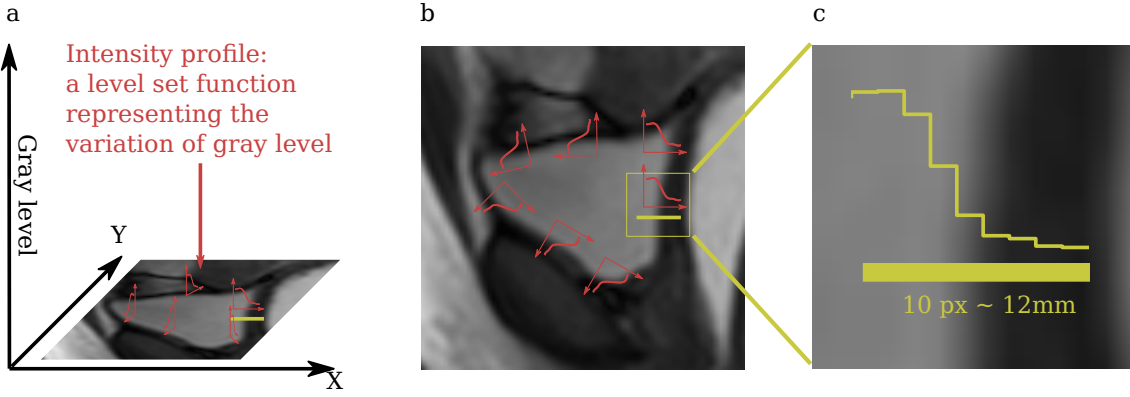 a
Intensity profile:
a level set function
representing the
variation of gray level
Gray level
Y
X
b
c
10 px ~ 12mm